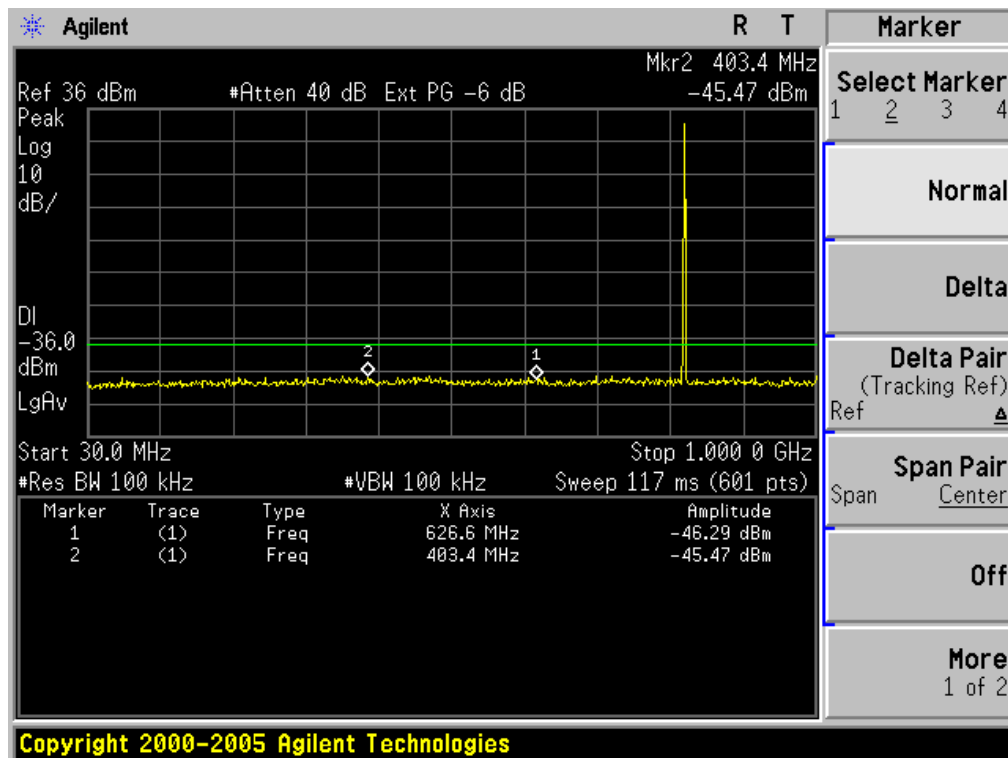 Agilent R T
Mkr2 403.4 MHz
Ref 36 dBm #Atten 40 dB Ext PG -6 dB -45.47 dBm
Peak
Log
10
dB/
DI
-36.0
dBm
LgAv
2
1
Start 30.0 MHz Stop 1.000 0 GHz
#Res BW 100 kHz #VBW 100 kHz Sweep 117 ms (601 pts)
Marker Trace Type X Axis Amplitude
1 (1) Freq 626.6 MHz -46.29 dBm
2 (1) Freq 403.4 MHz -45.47 dBm
Marker
Select Marker
1 2 3 4
Normal
Delta
Delta Pair
(Tracking Ref)
Ref Δ
Span Pair
Span Center
Off
More
1 of 2
Copyright 2000-2005 Agilent Technologies